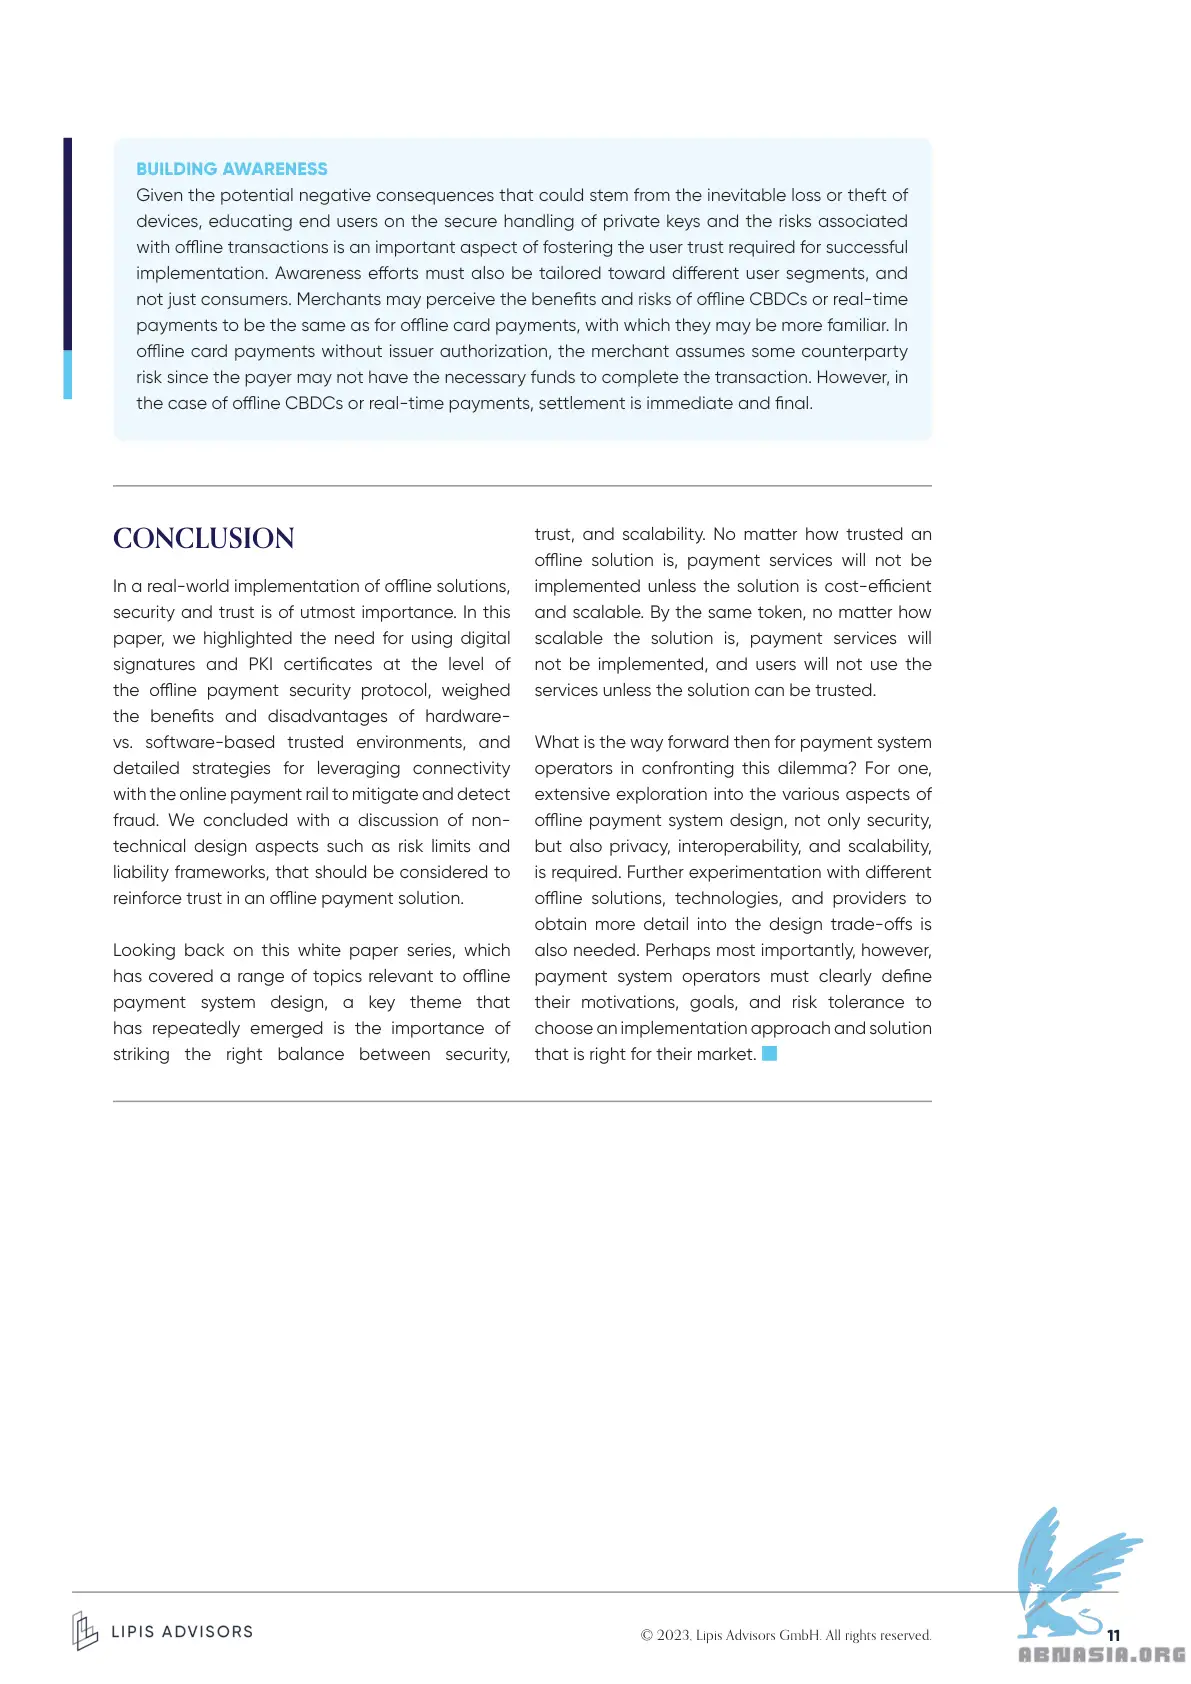 BUILDING AWARENESS
Given the potential negative consequences that could stem from the inevitable loss or theft of
devices, educating end users on the secure handling of private keys and the risks associated
with offline transactions is an important aspect of fostering the user trust required for successful
implementation. Awareness efforts must also be tailored toward different user segments, and
not just consumers. Merchants may perceive the benefits and risks of offline CBDCs or real-time
payments to be the same as for offline card payments, with which they may be more familiar. In
offline card payments without issuer authorization, the merchant assumes some counterparty
risk since the payer may not have the necessary funds to complete the transaction. However, in
the case of offline CBDCs or real-time payments, settlement is immediate and final.
CONCLUSION
In a real-world implementation of offline solutions,
security and trust is of utmost importance. In this
paper, we highlighted the need for using digital
signatures and PKI certificates at the level of
the offline payment security protocol, weighed
the benefits and disadvantages of hardware-
vs. software-based trusted environments, and
detailed strategies for leveraging connectivity
with the online payment rail to mitigate and detect
fraud. We concluded with a discussion of non-
technical design aspects such as risk limits and
liability frameworks, that should be considered to
reinforce trust in an offline payment solution.
Looking back on this white paper series, which
has covered a range of topics relevant to offline
payment system design, a key theme that
has repeatedly emerged is the importance of
striking the right balance between security,
trust, and scalability. No matter how trusted an
offline solution is, payment services will not be
implemented unless the solution is cost-efficient
and scalable. By the same token, no matter how
scalable the solution is, payment services will
not be implemented, and users will not use the
services unless the solution can be trusted.
What is the way forward then for payment system
operators in confronting this dilemma? For one,
extensive exploration into the various aspects of
offline payment system design, not only security,
but also privacy, interoperability, and scalability,
is required. Further experimentation with different
offline solutions, technologies, and providers to
obtain more detail into the design trade-offs is
also needed. Perhaps most importantly, however,
payment system operators must clearly define
their motivations, goals, and risk tolerance to
choose an implementation approach and solution
that is right for their market.
LIPIS ADVISORS
© 2023, Lipis Advisors GmbH. All rights reserved.
11
ABNASIA.ORG